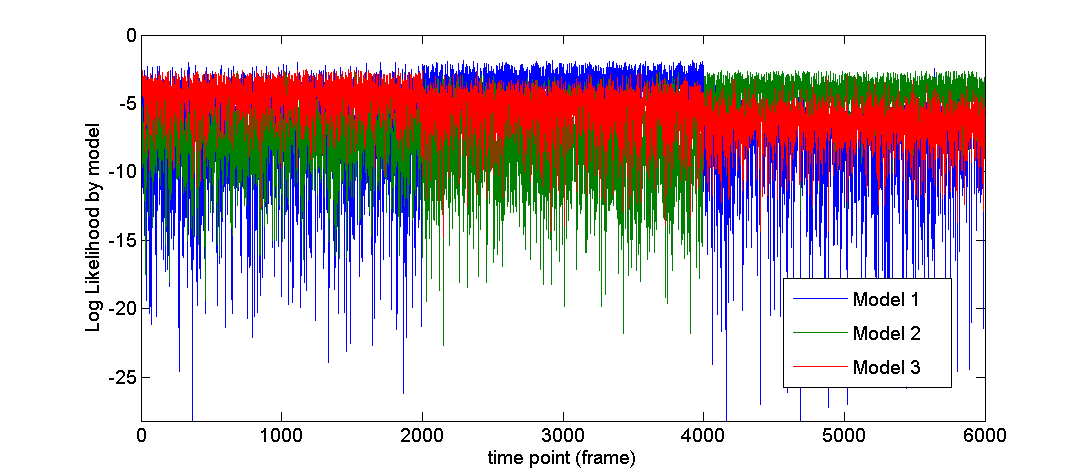 0
-5
-10
-15
-20
-25
Log Likelihood by model
Model 1
Model 2
Model 3
0 1000 2000 3000 4000 5000 6000
time point (frame)